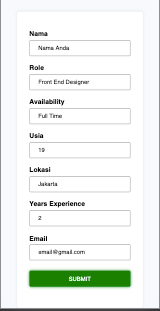 Nama
Nama Anda
Role
Front End Designer
Availability
Full Time
Usia
19
Lokasi
Jakarta
Years Experience
2
Email
email@gmail.com
SUBMIT